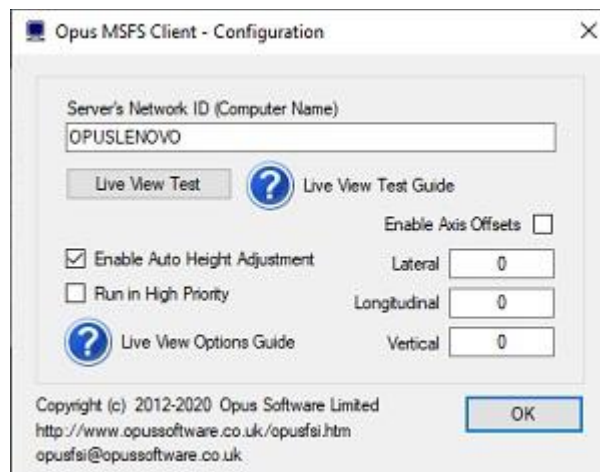 Opus MSFS Client - Configuration
Server's Network ID (Computer Name)
OPUSLENOVO
Live View Test
Live View Test Guide
Enable Axis Offsets
Enable Auto Height Adjustment
Lateral 0
Run in High Priority
Longitudinal 0
Live View Options Guide
Vertical 0
Copyright (c) 2012-2020 Opus Software Limited
OK
http://www.opussoftware.co.uk/opusfsi.htm
opusfsi@opussoftware.co.uk